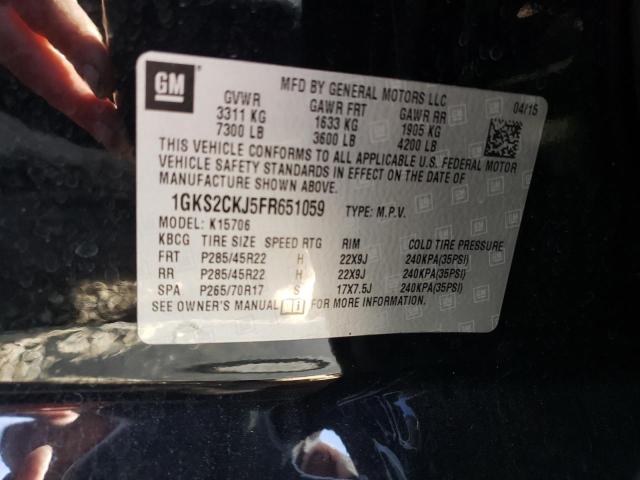 GM
MFD BY GENERAL MOTORS LLC
04/15
GVWR GAWR FRT GAWR RR
3311 KG 1633 KG 1905 KG
7300 LB 3600 LB 4200 LB
THIS VEHICLE CONFORMS TO ALL APPLICABLE U.S. FEDERAL MOTOR
VEHICLE SAFETY STANDARDS IN EFFECT ON THE DATE OF
MANUFACTURE SHOWN ABOVE.
1GKS2CKJ5FR651059 TYPE: M.P.V.
MODEL: K15706
KBCG TIRE SIZE SPEED RTG RIM COLD TIRE PRESSURE
FRT P285/45R22 H 22X9J 240KPA(35PSI)
RR P285/45R22 H 22X9J 240KPA(35PSI)
SPA P265/70R17 S 17X7.5J 240KPA(35PSI)
SEE OWNER'S MANUAL i FOR MORE INFORMATION.